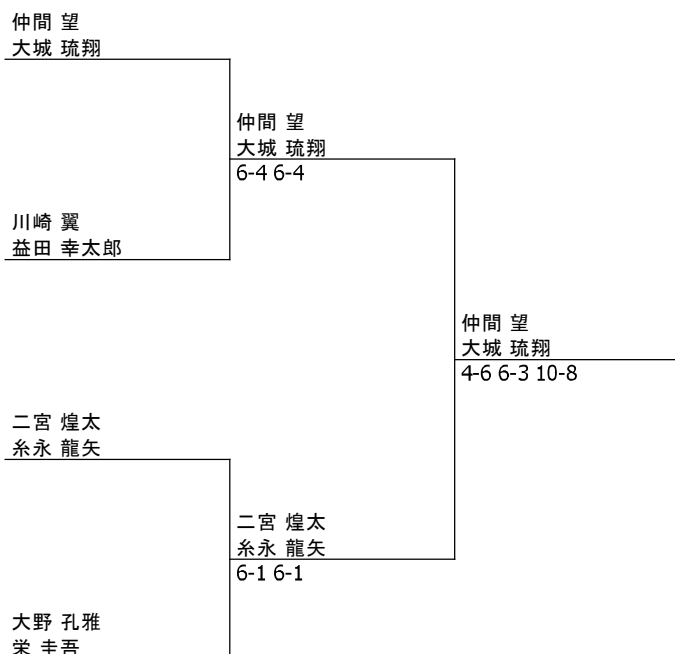 仲間 望
大城 琉翔
仲間 望
大城 琉翔
6-4 6-4
川崎 翼
益田 幸太郎
仲間 望
大城 琉翔
4-6 6-3 10-8
二宮 煌太
糸永 龍矢
二宮 煌太
糸永 龍矢
6-1 6-1
大野 孔雅
栄 圭吾